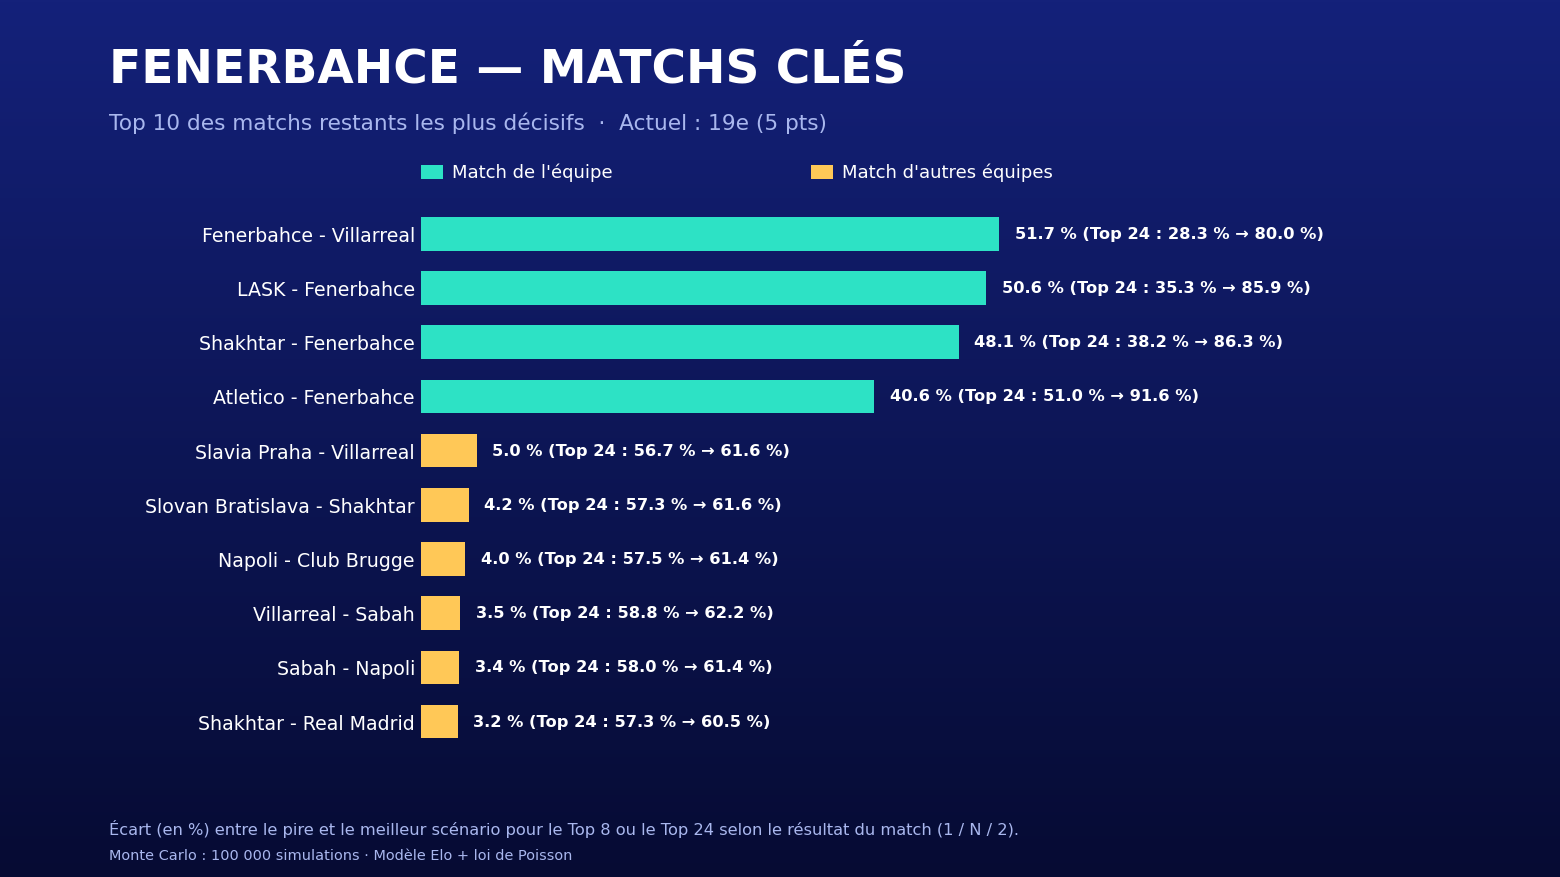 FENERBAHCE — MATCHS CLÉS
Top 10 des matchs restants les plus décisifs · Actuel : 19e (5 pts)
Match de l'équipe
Match d'autres équipes
Fenerbahce - Villarreal 51.7 % (Top 24 : 28.3 % → 80.0 %)
LASK - Fenerbahce 50.6 % (Top 24 : 35.3 % → 85.9 %)
Shakhtar - Fenerbahce 48.1 % (Top 24 : 38.2 % → 86.3 %)
Atletico - Fenerbahce 40.6 % (Top 24 : 51.0 % → 91.6 %)
Slavia Praha - Villarreal 5.0 % (Top 24 : 56.7 % → 61.6 %)
Slovan Bratislava - Shakhtar 4.2 % (Top 24 : 57.3 % → 61.6 %)
Napoli - Club Brugge 4.0 % (Top 24 : 57.5 % → 61.4 %)
Villarreal - Sabah 3.5 % (Top 24 : 58.8 % → 62.2 %)
Sabah - Napoli 3.4 % (Top 24 : 58.0 % → 61.4 %)
Shakhtar - Real Madrid 3.2 % (Top 24 : 57.3 % → 60.5 %)
Écart (en %) entre le pire et le meilleur scénario pour le Top 8 ou le Top 24 selon le résultat du match (1 / N / 2).
Monte Carlo : 100 000 simulations · Modèle Elo + loi de Poisson